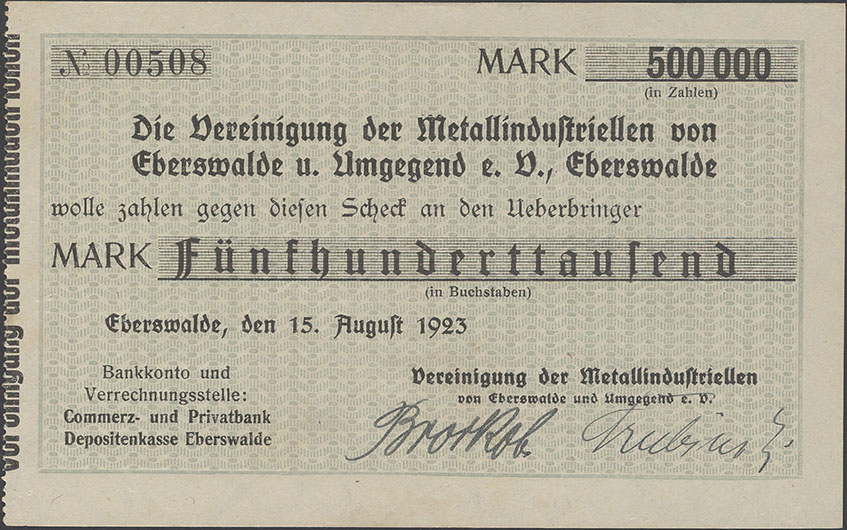 № 00508
MARK 500 000
(in Zahlen)
Die Vereinigung der Metallindustriellen von
Eberswalde u. Umgegend e. V., Eberswalde
wolle zahlen gegen diesen Scheck an den Ueberbringer
MARK Fünfhunderttausend
(in Buchstaben)
Eberswalde, den 15. August 1923
Bankkonto und
Verrechnungsstelle:
Commerz- und Privatbank
Depositenkasse Eberswalde
Vereinigung der Metallindustriellen
von Eberswalde und Umgegend e. V.